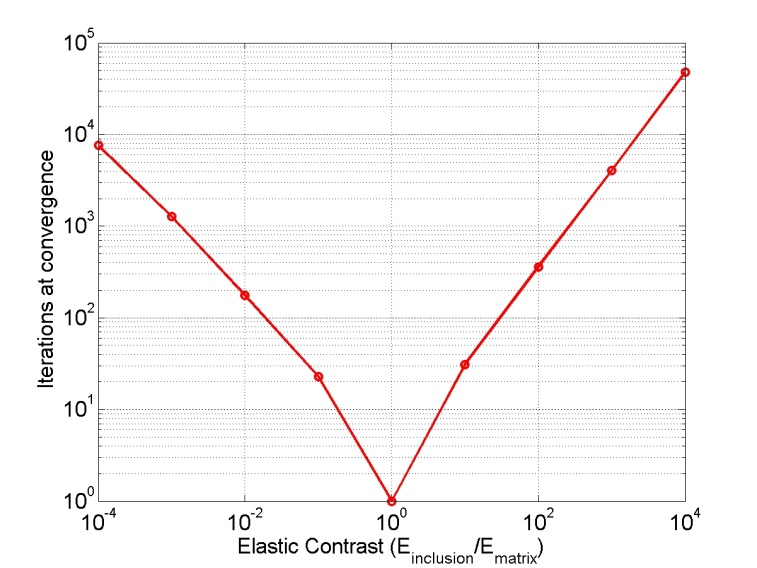 10^5
10^4
10^3
10^2
10^1
10^0
Iterations at convergence
10^-4 10^-2 10^0 10^2 10^4
Elastic Contrast (E_inclusion/E_matrix)